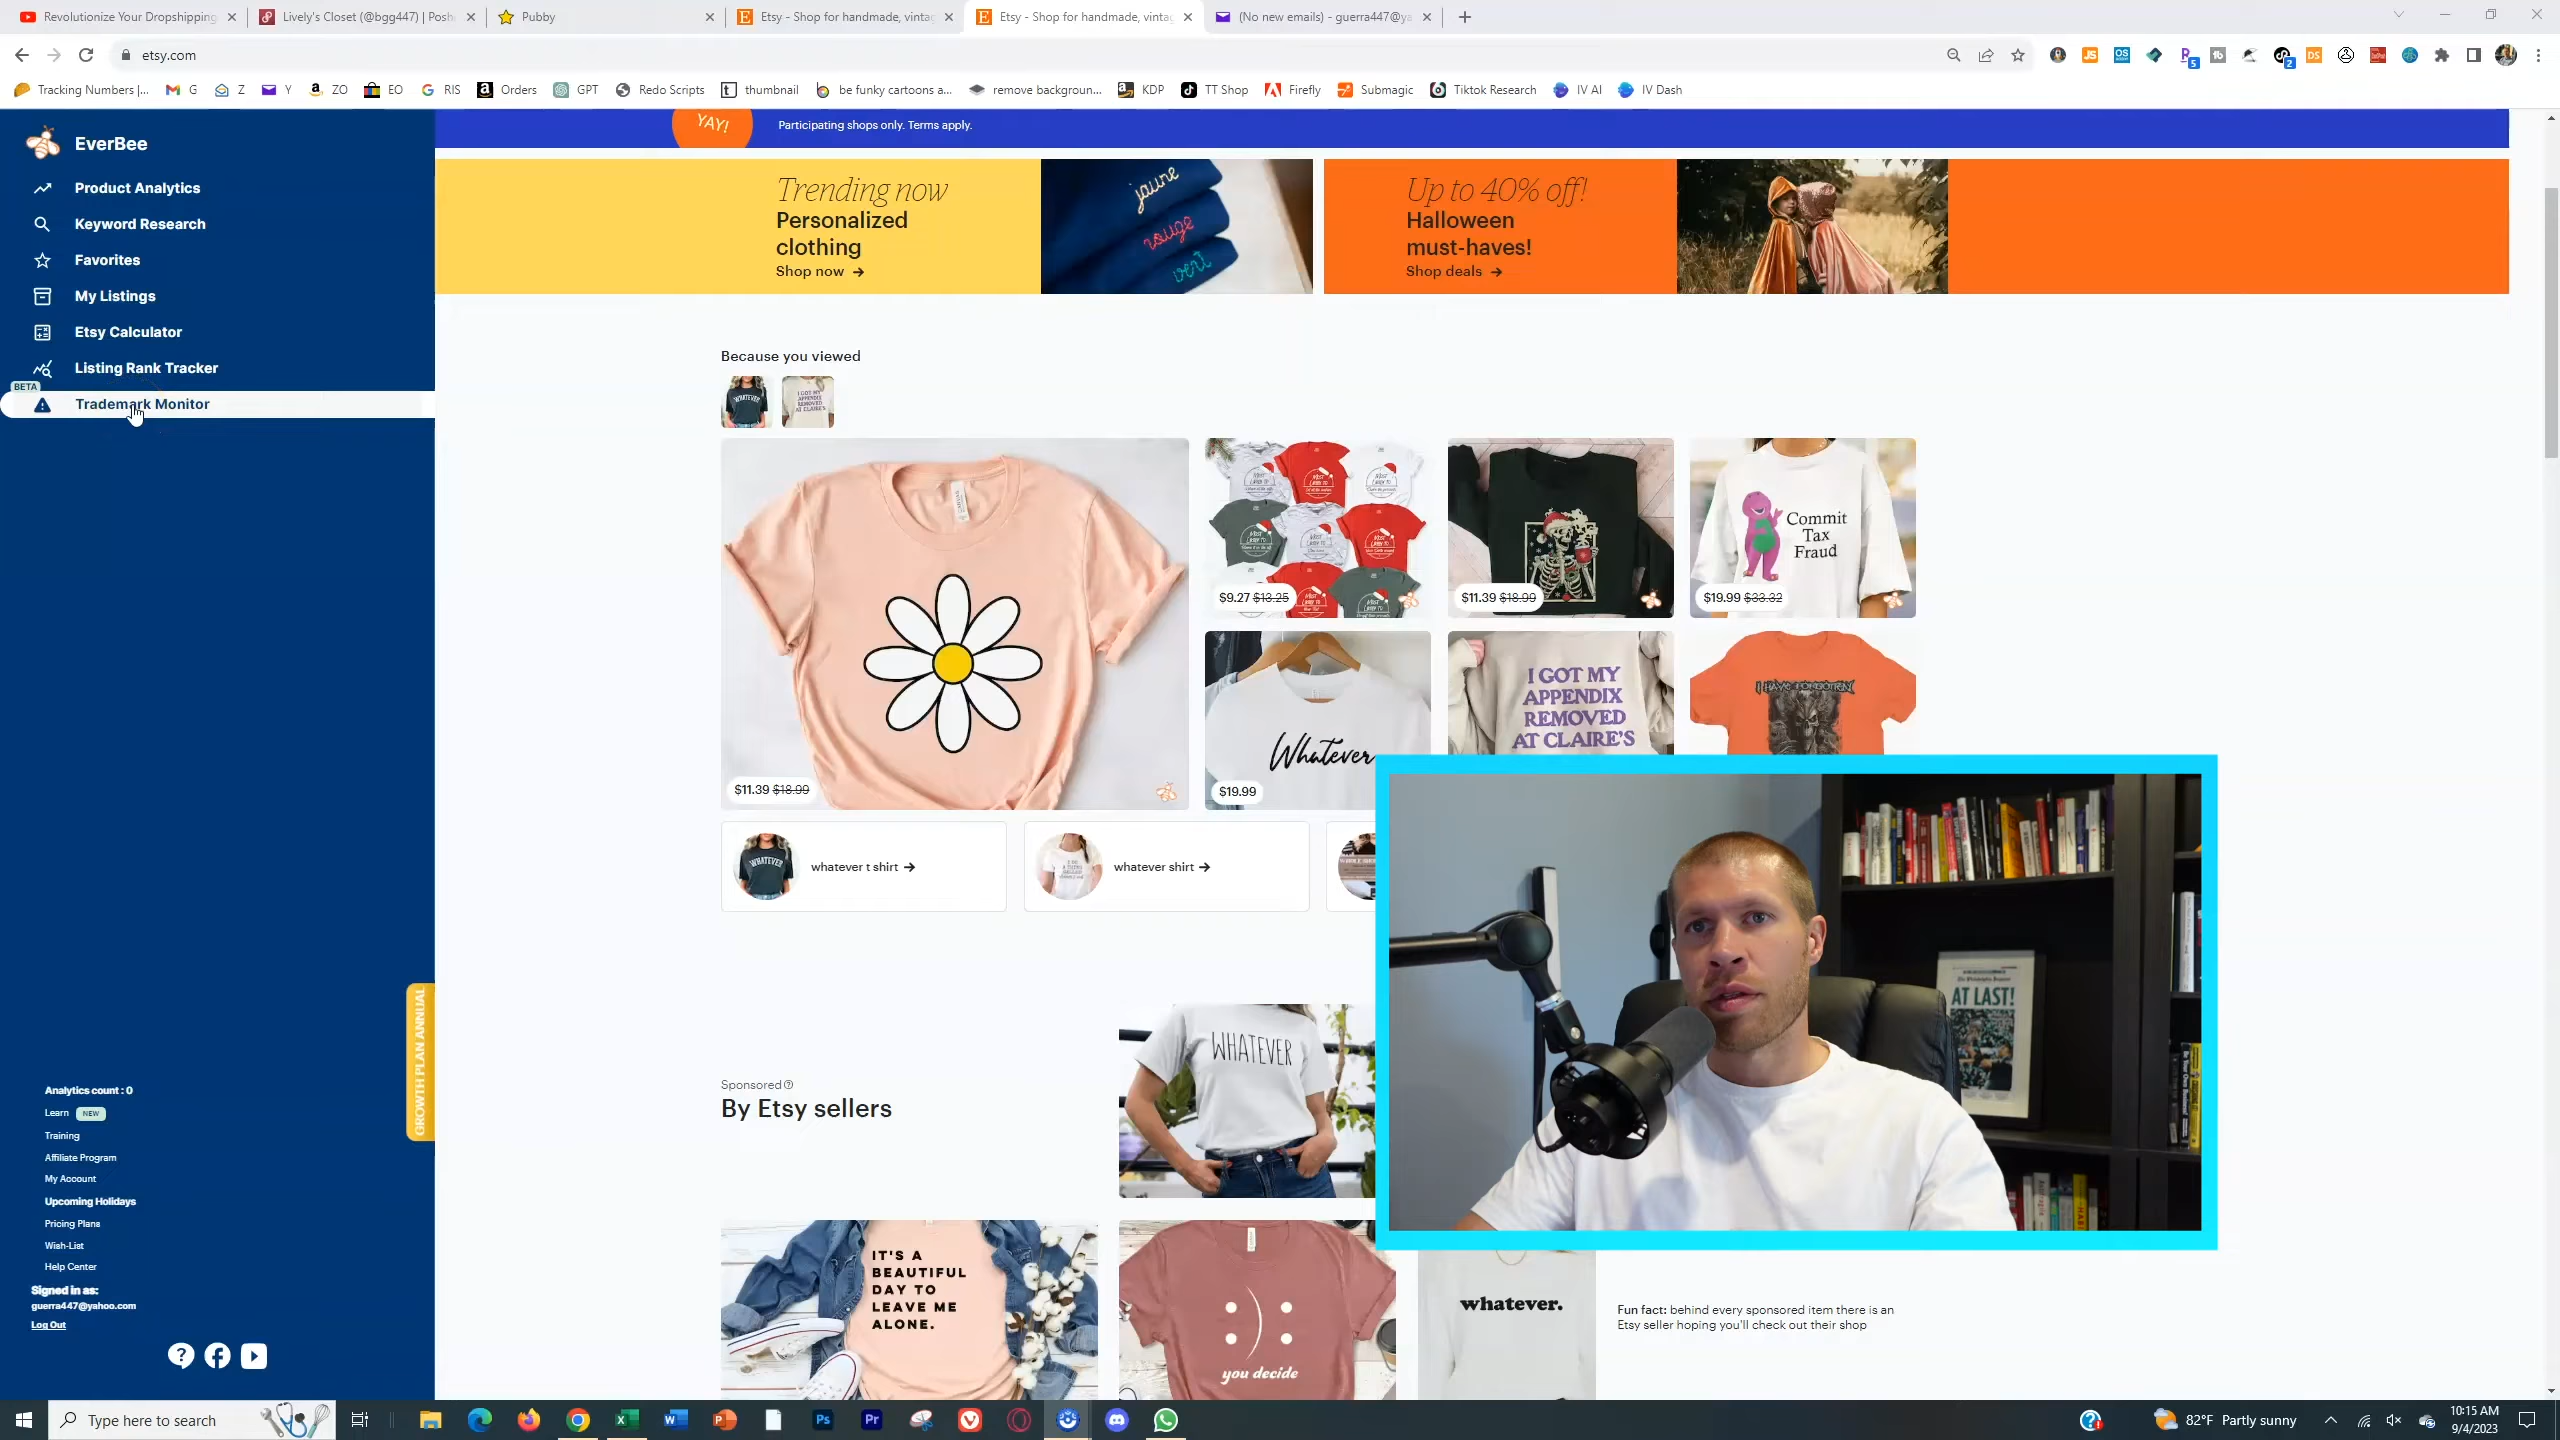 Revolutionize Your Dropshipping
Lively's Closet (@bgg447) | Posh
Pubby
Etsy - Shop for handmade, vintag
Etsy - Shop for handmade, vintag
(No new emails) - guerra447@ya
etsy.com
Tracking Numbers |...
G
Z
Y
ZO
EO
RIS
Orders
GPT
Redo Scripts
thumbnail
be funky cartoons a...
remove backgroun...
KDP
TT Shop
Firefly
Submagic
Tiktok Research
IV AI
IV Dash
EverBee
Product Analytics
Keyword Research
Favorites
My Listings
Etsy Calculator
Listing Rank Tracker
BETA
Trademark Monitor
GROWTH PLAN ANNUAL
Analytics count : 0
Learn NEW
Training
Affiliate Program
My Account
Upcoming Holidays
Pricing Plans
Wish-List
Help Center
Signed in as:
guerra447@yahoo.com
Log Out
YAY!
Participating shops only. Terms apply.
Trending now
Personalized
clothing
Shop now →
jaune
rouge
vert
Up to 40% off!
Halloween
must-haves!
Shop deals →
Because you viewed
$11.39 $18.99
$9.27 $13.25
$11.39 $18.99
Commit
Tax
Fraud
$19.99 $33.32
Whatever
$19.99
I GOT MY
APPENDIX
REMOVED
AT CLAIRE'S
I HAVE FORGOTTEN
WHATEVER
whatever t shirt →
whatever shirt →
Sponsored
By Etsy sellers
WHATEVER
IT'S A
BEAUTIFUL
DAY TO
LEAVE ME
ALONE.
you decide
whatever.
Fun fact: behind every sponsored item there is an
Etsy seller hoping you'll check out their shop
AT LAST!
Type here to search
82°F Partly sunny
10:15 AM
9/4/2023